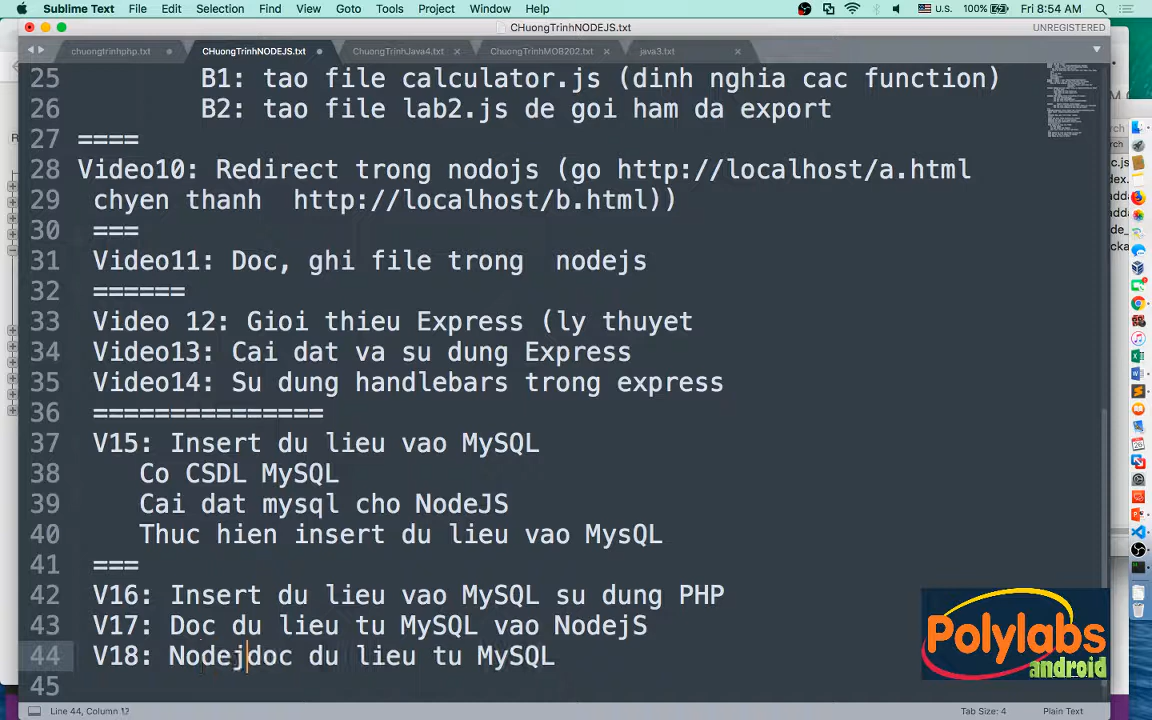 Sublime Text File Edit Selection Find View Goto Tools Project Window Help U.S. 100% Fri 8:54 AM
CHuongTrinhNODEJS.txt UNREGISTERED
chuongtrinhphp.txt CHuongTrinhNODEJS.txt ChuongTrinhJava4.txt ChuongTrinhMOB202.txt java3.txt
25 B1: tao file calculator.js (dinh nghia cac function)
26 B2: tao file lab2.js de goi ham da export
27 ====
28 Video10: Redirect trong nodojs (go http://localhost/a.html
29 chyen thanh http://localhost/b.html))
30 ===
31 Video11: Doc, ghi file trong nodejs
32 ======
33 Video 12: Gioi thieu Express (ly thuyet
34 Video13: Cai dat va su dung Express
35 Video14: Su dung handlebars trong express
36 ===============
37 V15: Insert du lieu vao MySQL
38 Co CSDL MySQL
39 Cai dat mysql cho NodeJS
40 Thuc hien insert du lieu vao MysQL
41 ===
42 V16: Insert du lieu vao MySQL su dung PHP
43 V17: Doc du lieu tu MySQL vao NodejS
44 V18: Nodejdoc du lieu tu MySQL
45
Polylabs
android
Line 44, Column 12 Tab Size: 4 Plain Text